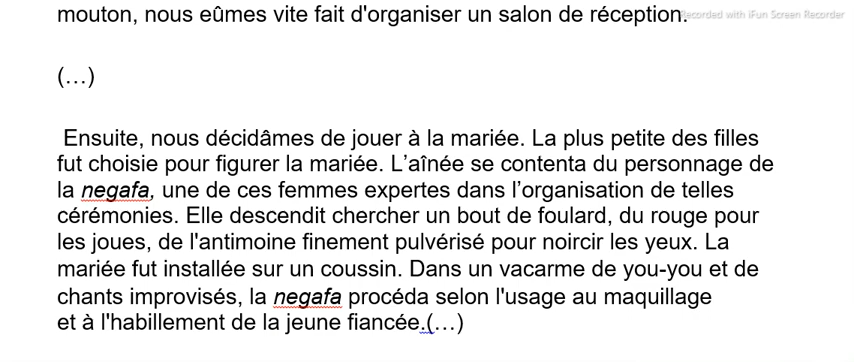 mouton, nous eûmes vite fait d'organiser un salon de réception.
Recorded with iFun Screen Recorder
(…)
Ensuite, nous décidâmes de jouer à la mariée. La plus petite des filles
fut choisie pour figurer la mariée. L’aînée se contenta du personnage de
la negafa, une de ces femmes expertes dans l’organisation de telles
cérémonies. Elle descendit chercher un bout de foulard, du rouge pour
les joues, de l'antimoine finement pulvérisé pour noircir les yeux. La
mariée fut installée sur un coussin. Dans un vacarme de you-you et de
chants improvisés, la negafa procéda selon l'usage au maquillage
et à l'habillement de la jeune fiancée.(…)